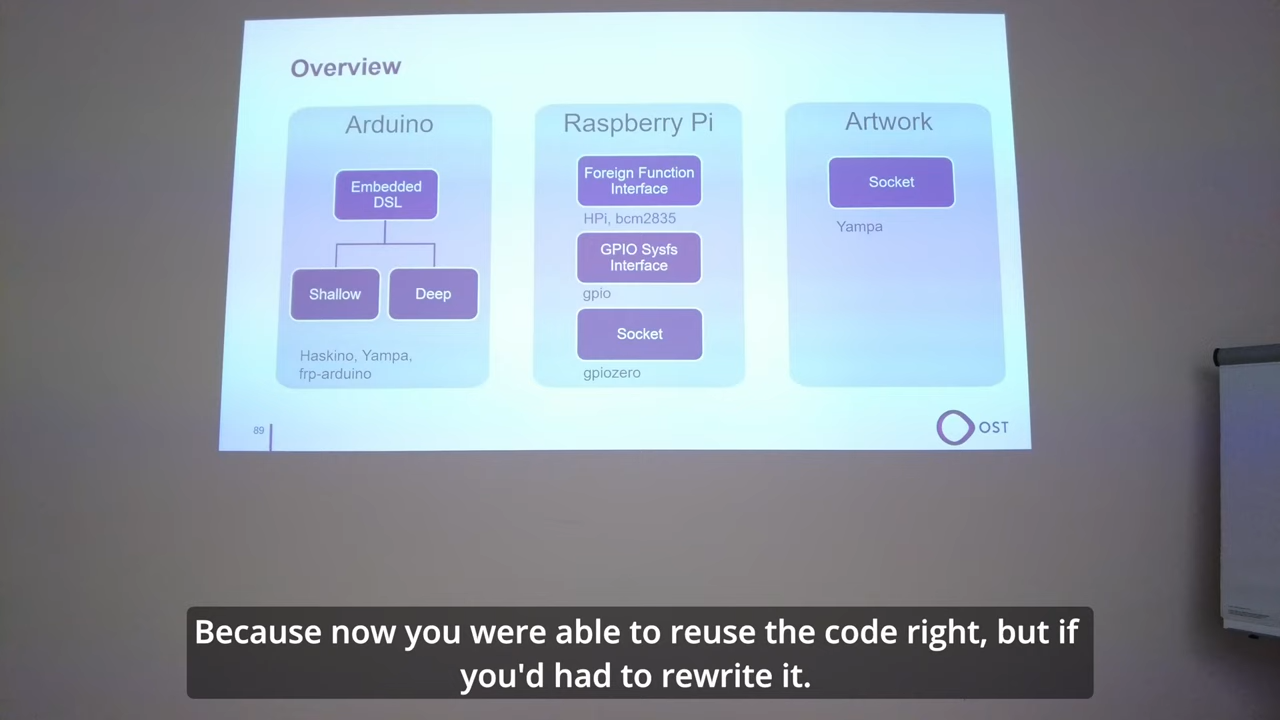 Overview
Arduino
Embedded
DSL
Shallow
Deep
Haskino, Yampa,
frp-arduino
Raspberry Pi
Foreign Function
Interface
HPi, bcm2835
GPIO Sysfs
Interface
gpio
Socket
gpiozero
Artwork
Socket
Yampa
89
OST
Because now you were able to reuse the code right, but if
you'd had to rewrite it.